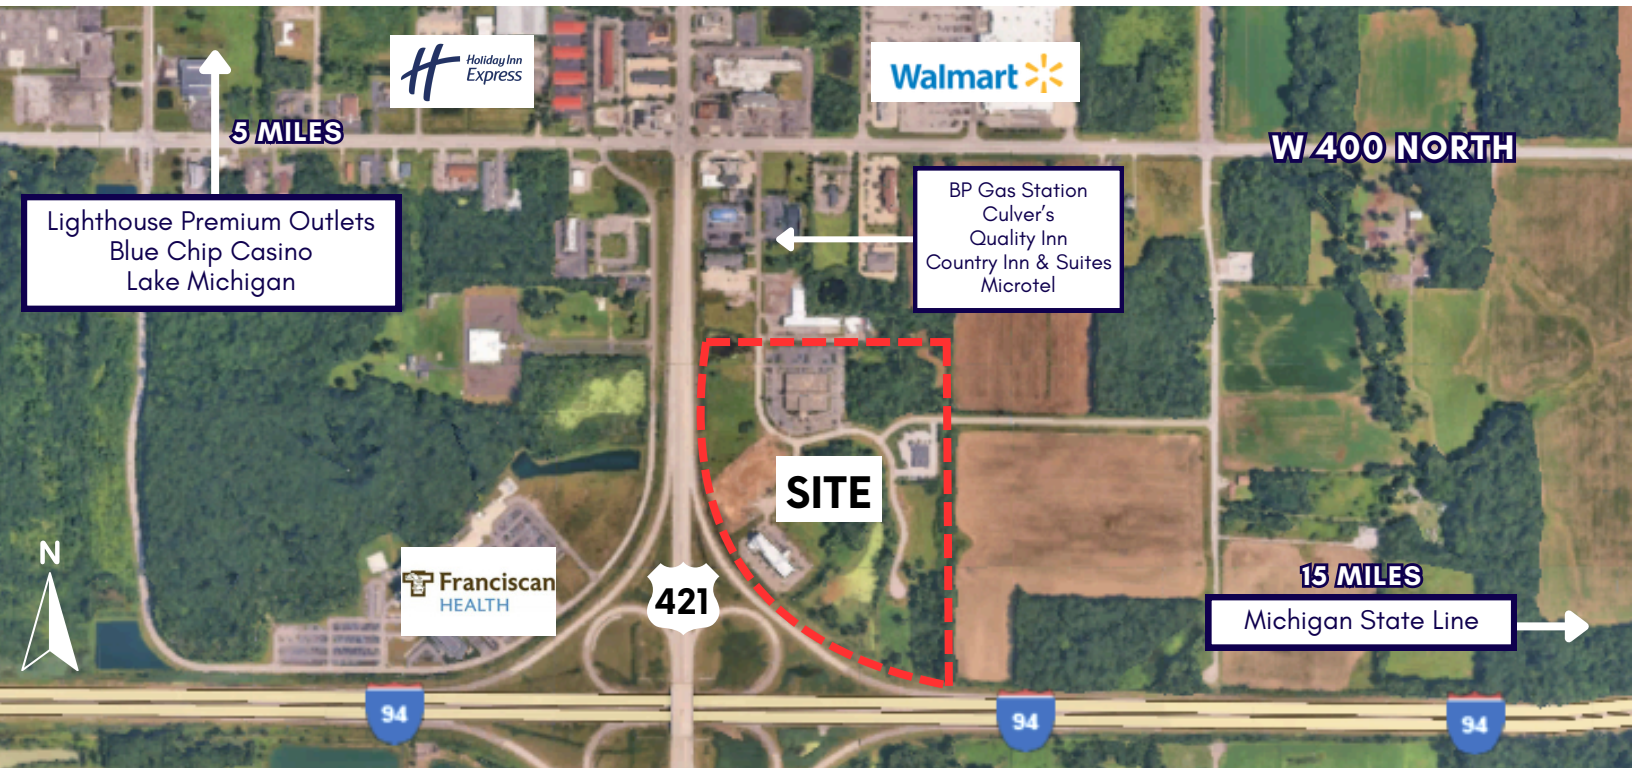 Holiday Inn
Express
Walmart
5 MILES
W 400 NORTH
Lighthouse Premium Outlets
Blue Chip Casino
Lake Michigan
BP Gas Station
Culver's
Quality Inn
Country Inn & Suites
Microtel
SITE
N
Franciscan
HEALTH
421
15 MILES
Michigan State Line
94
94
94